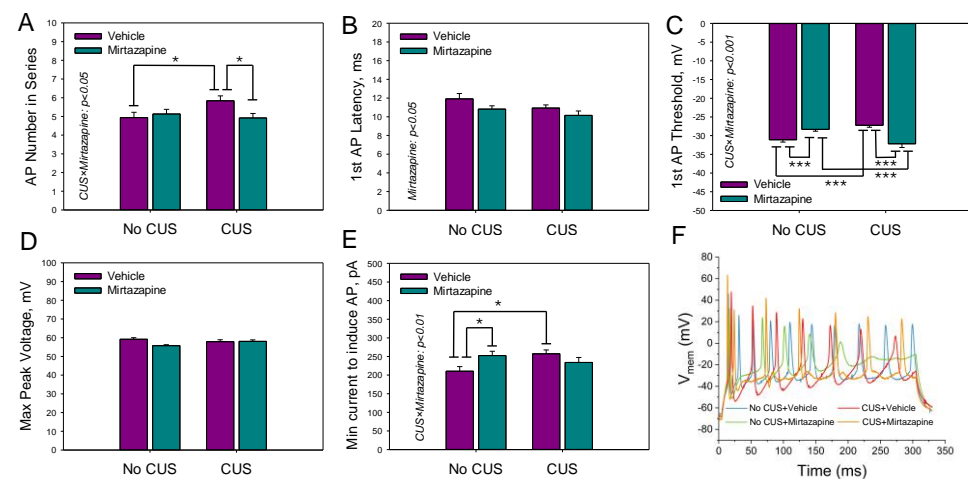 A
AP Number in Series
10
9
8
7
6
5
4
3
2
1
0
Vehicle
Mirtazapine
CUS×Mirtazapine: p<0.05
*
*
No CUS
CUS
B
1st AP Latency, ms
20
18
16
14
12
10
8
6
4
2
0
Vehicle
Mirtazapine
Mirtazapine: p<0.05
No CUS
CUS
C
1st AP Threshold, mV
0
-5
-10
-15
-20
-25
-30
-35
-40
-45
-50
CUS×Mirtazapine: p<0.001
***
***
***
***
Vehicle
Mirtazapine
No CUS
CUS
D
Max Peak Voltage, mV
100
90
80
70
60
50
40
30
20
10
0
Vehicle
Mirtazapine
No CUS
CUS
E
Min current to induce AP, pA
500
450
400
350
300
250
200
150
100
50
0
Vehicle
Mirtazapine
CUS×Mirtazapine: p<0.01
*
*
No CUS
CUS
F
V mem (mV)
80
60
40
20
0
-20
-40
-60
-80
No CUS+Vehicle
CUS+Vehicle
No CUS+Mirtazapine
CUS+Mirtazapine
0 50 100 150 200 250 300 350
Time (ms)